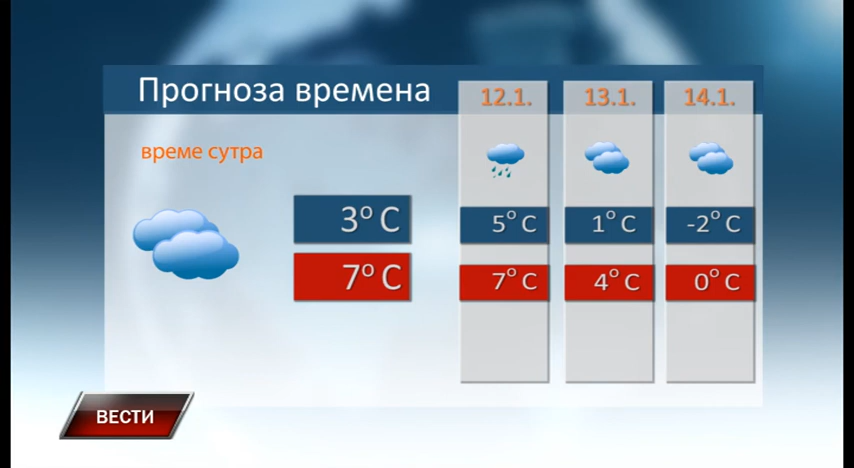 Прогноза времена
време сутра
3° C
7° C
12.1.
5° C
7° C
13.1.
1° C
4° C
14.1.
-2° C
0° C
ВЕСТИ